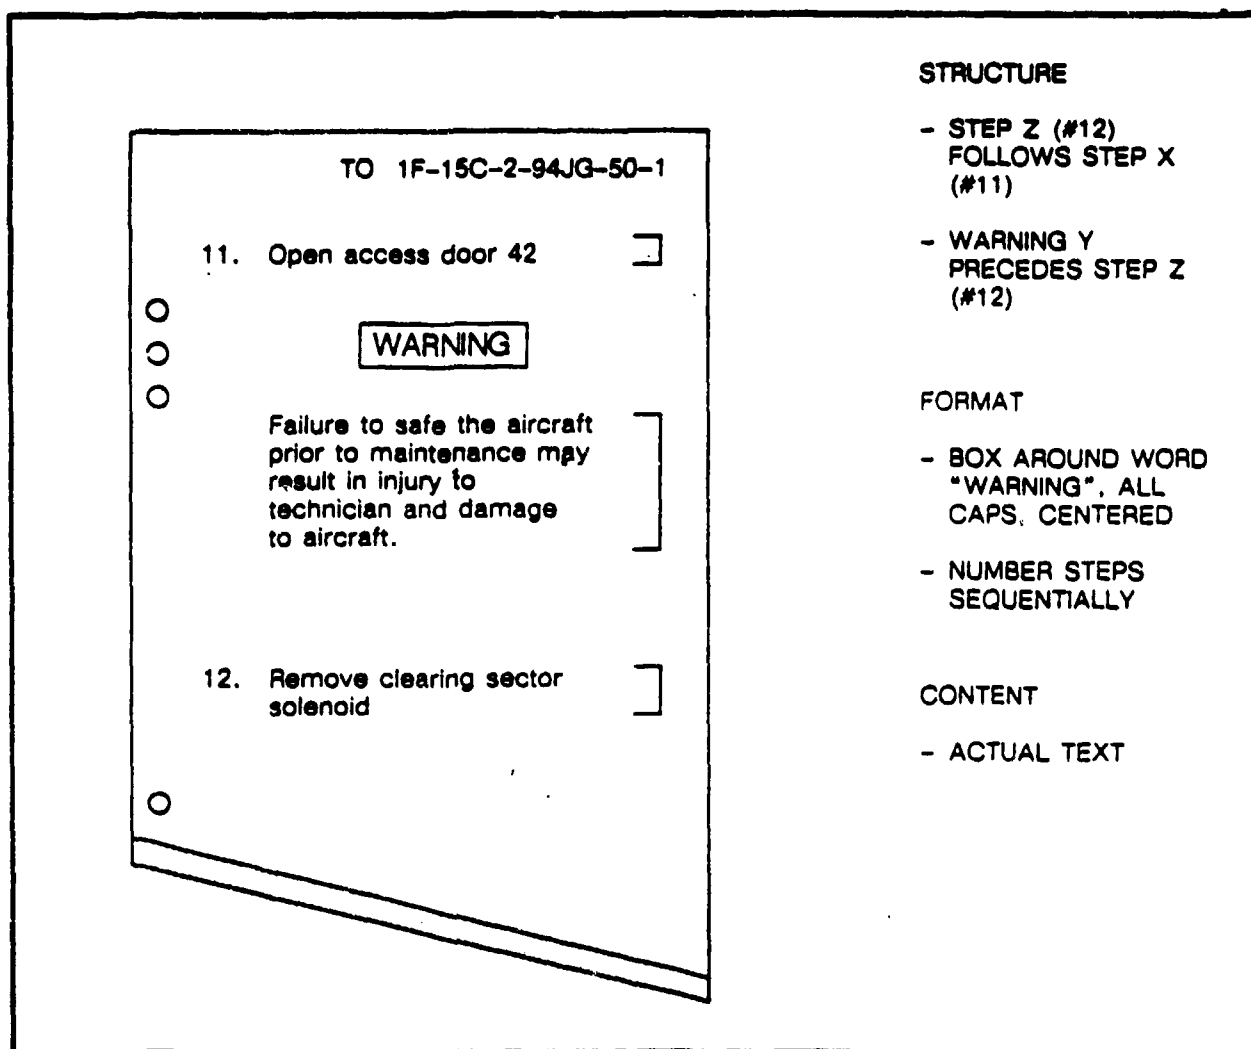 TO 1F-15C-2-94JG-50-1
11. Open access door 42
WARNING
Failure to safe the aircraft
prior to maintenance may
result in injury to
technician and damage
to aircraft.
12. Remove clearing sector
solenoid
STRUCTURE
- STEP Z (#12)
FOLLOWS STEP X
(#11)
- WARNING Y
PRECEDES STEP Z
(#12)
FORMAT
- BOX AROUND WORD
"WARNING", ALL
CAPS, CENTERED
- NUMBER STEPS
SEQUENTIALLY
CONTENT
- ACTUAL TEXT